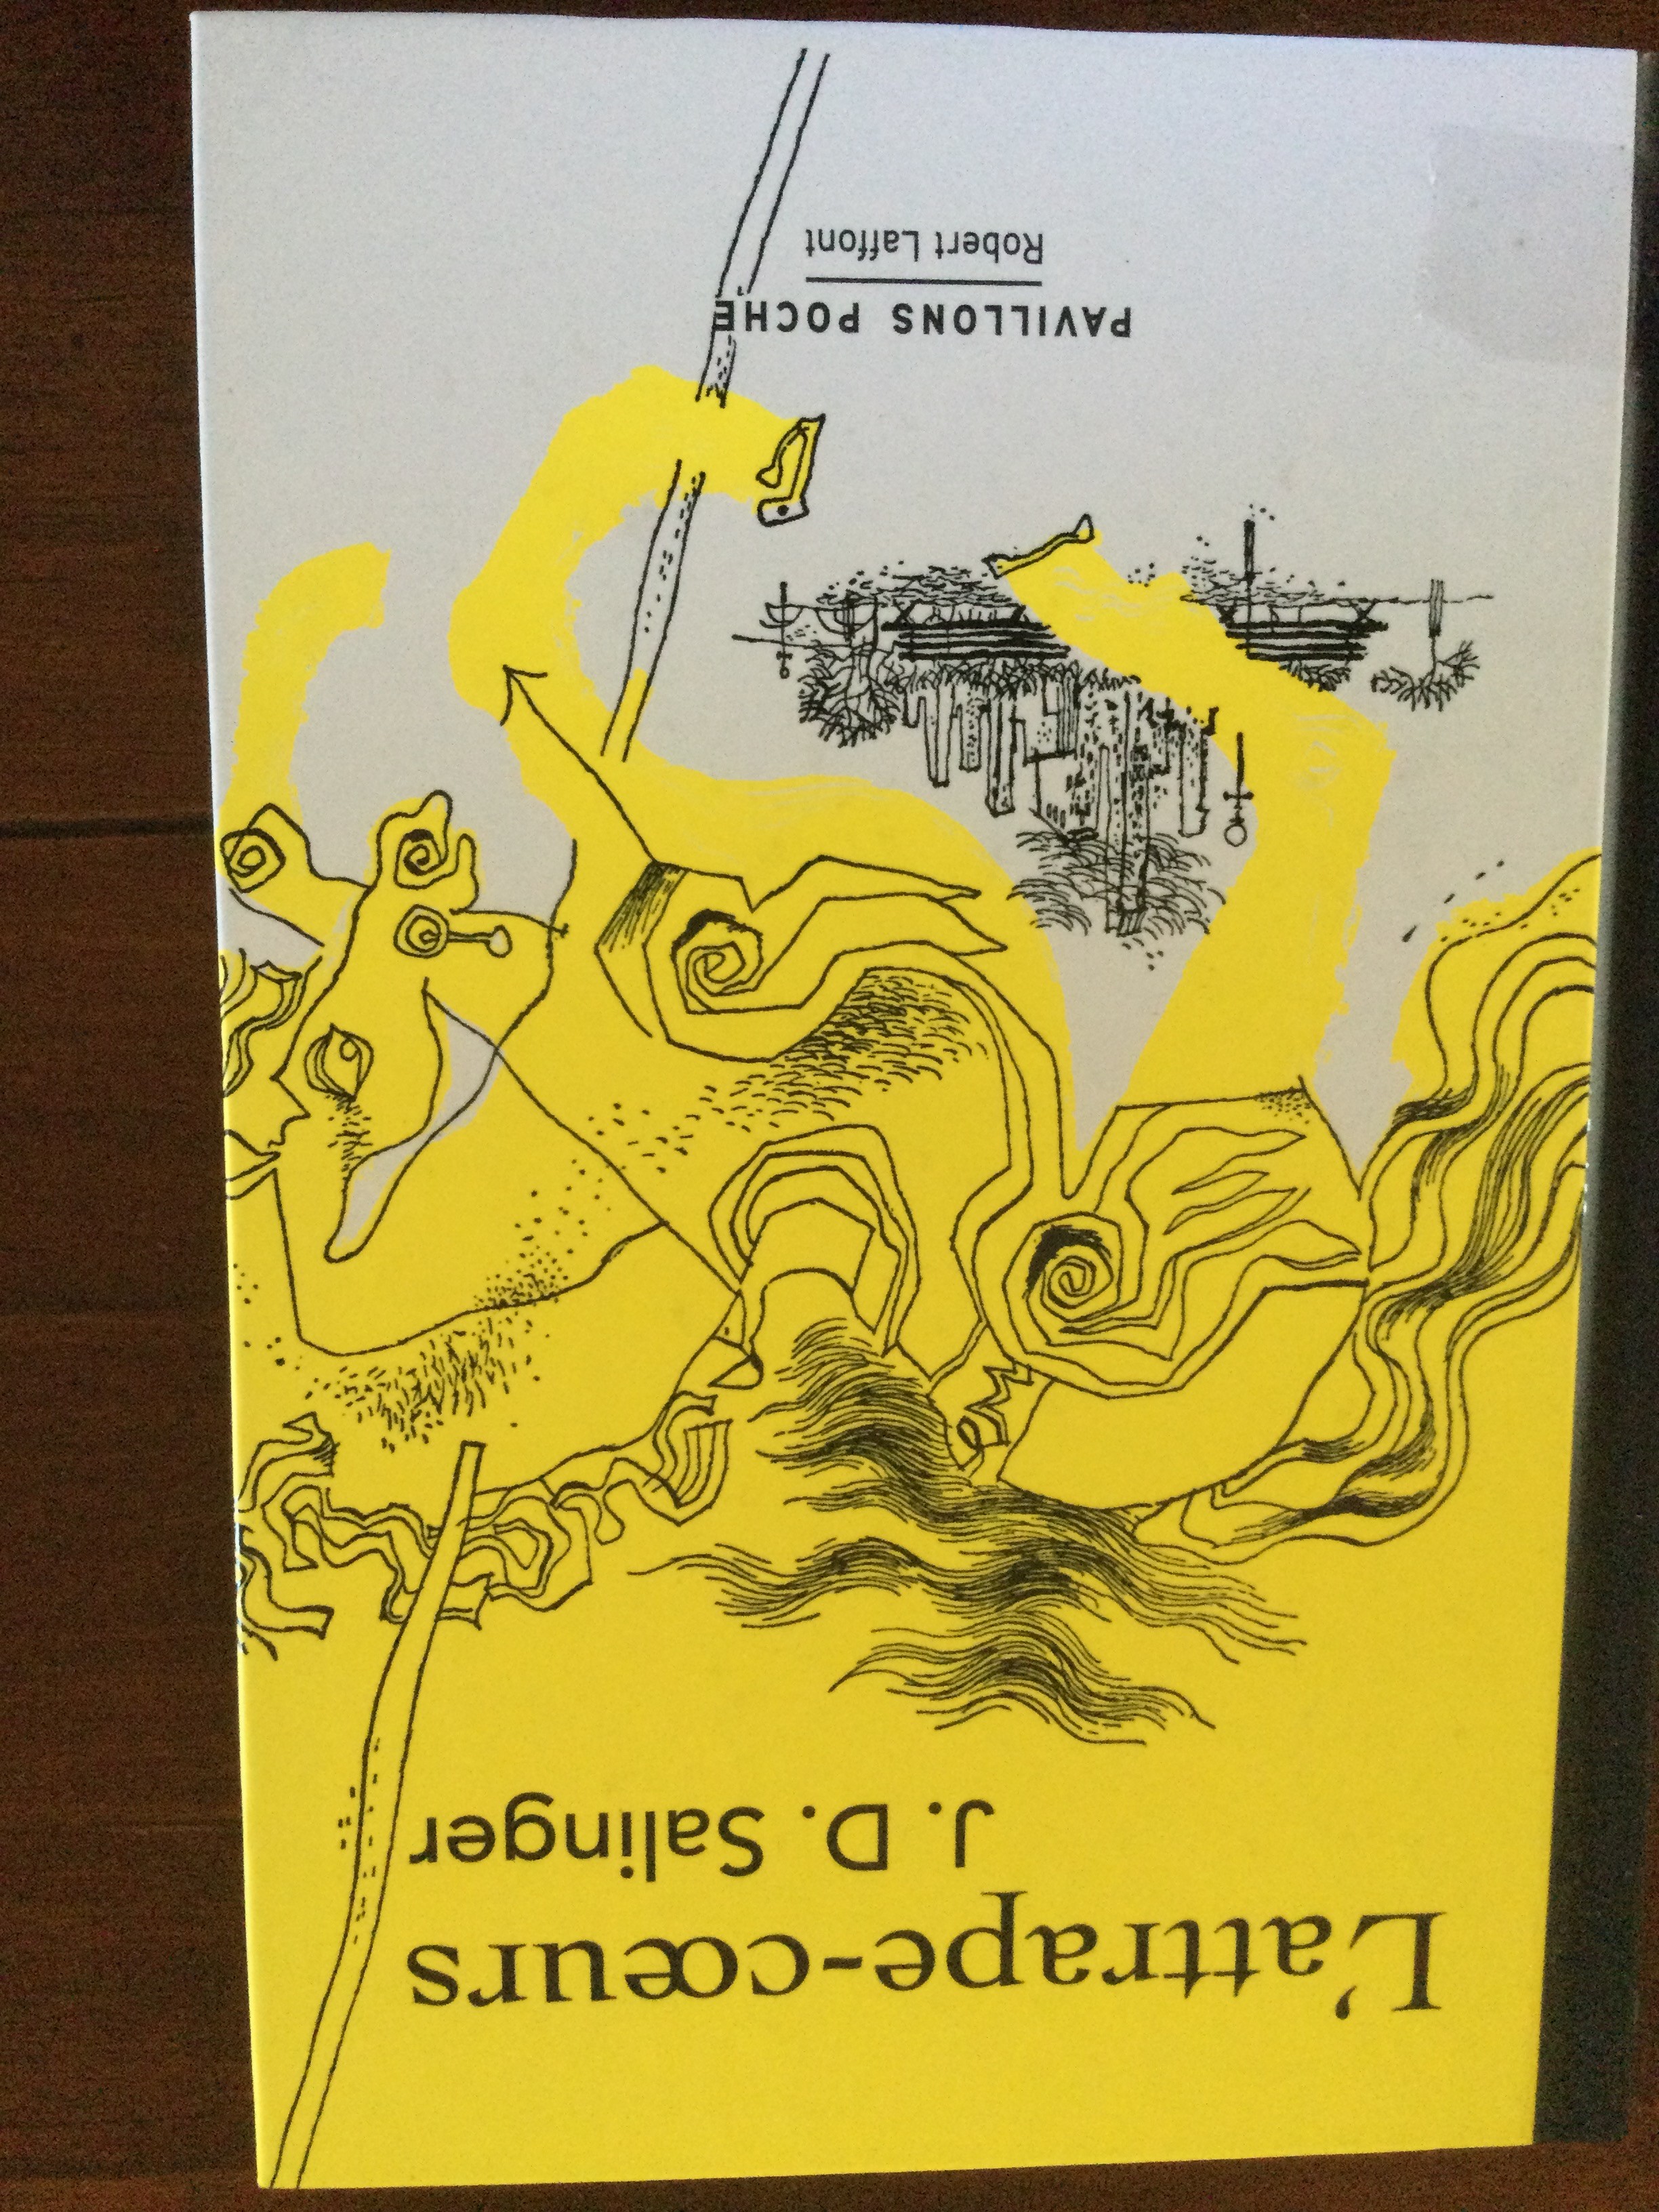 L'attrape-cœurs
J. D. Salinger
PAVILLONS POCHE
Robert Laffont